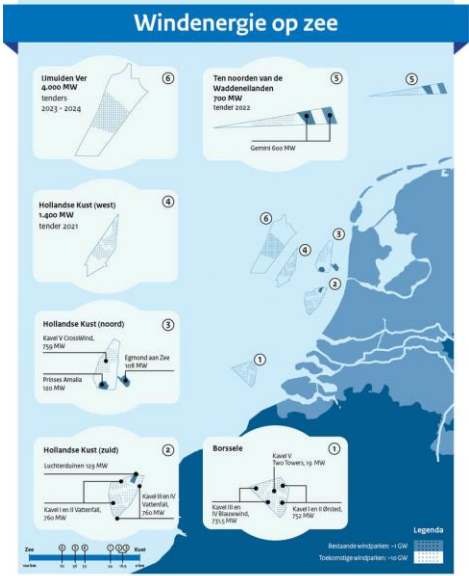 Windenergie op zee
IJmuiden Ver
4.000 MW
tenders
2023 - 2024
6
Ten noorden van de
Waddeneilanden
700 MW
tender 2022
5
Gemini 600 MW
5
Hollandse Kust (west)
1.400 MW
tender 2021
4
6
4
3
2
1
Hollandse Kust (noord)
3
Kavel V CrossWind,
759 MW
Egmond aan Zee
108 MW
Prinses Amalia
120 MW
Hollandse Kust (zuid)
2
Luchterduinen 129 MW
Kavel III en IV
Vattenfall,
760 MW
Kavel I en II Vattenfall,
760 MW
Borssele
1
Kavel V
Two Towers, 19 MW
Kavel III en
IV Blauwwind,
731,5 MW
Kavel I en II Ørsted,
752 MW
Legenda
Bestaande windparken: ~1 GW
Toekomstige windparken: ~10 GW
Zee
Kust